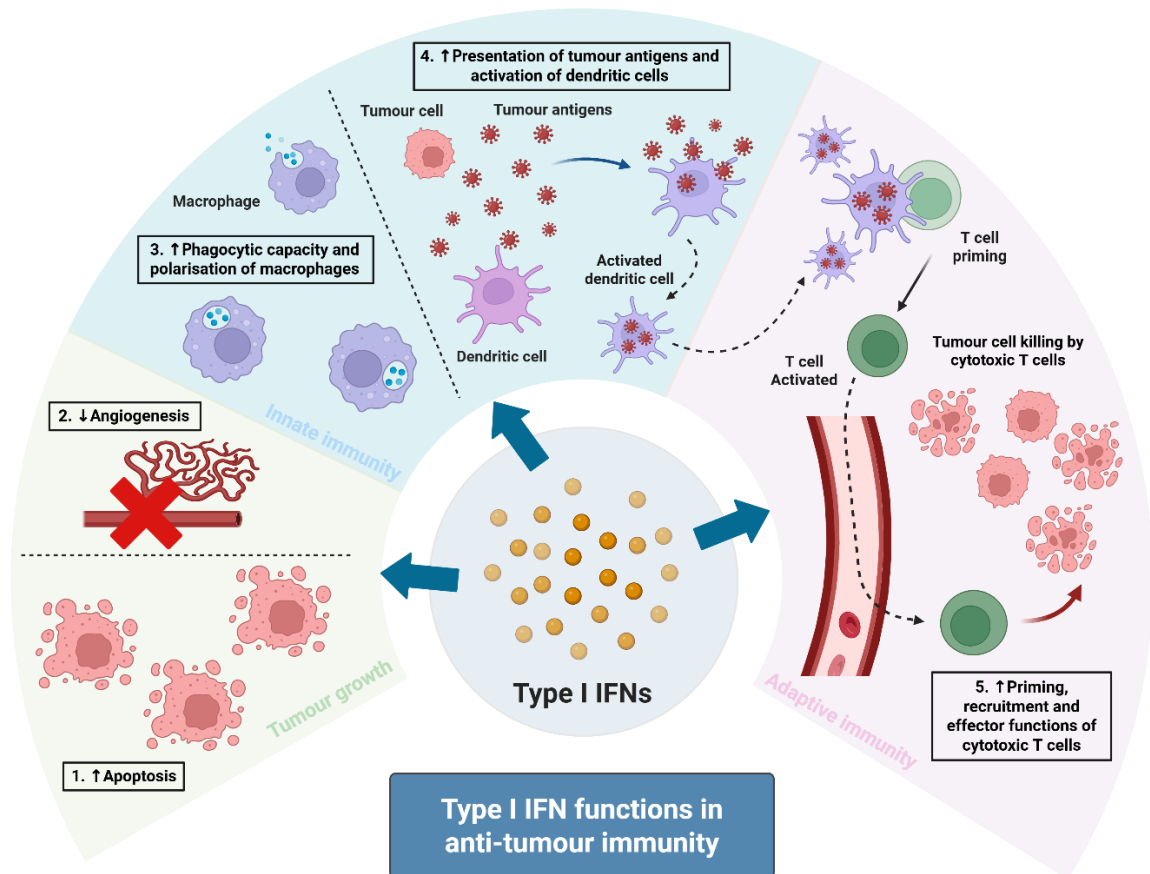 4. ↑Presentation of tumour antigens and
activation of dendritic cells
Tumour cell
Tumour antigens
Macrophage
3. ↑Phagocytic capacity and
polarisation of macrophages
Activated
dendritic cell
Dendritic cell
T cell
priming
T cell
Activated
Tumour cell killing by
cytotoxic T cells
2. ↓Angiogenesis
Innate immunity
Tumour growth
1. ↑Apoptosis
Type I IFNs
Adaptive immunity
5. ↑Priming,
recruitment and
effector functions of
cytotoxic T cells
Type I IFN functions in
anti-tumour immunity